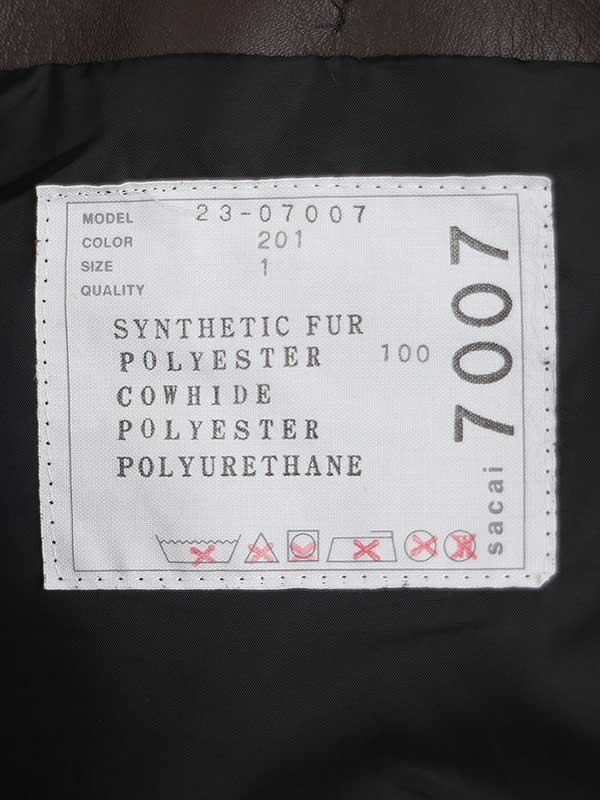 MODEL 23-07007
COLOR 201
SIZE 1
QUALITY
SYNTHETIC FUR
POLYESTER 100
COWHIDE
POLYESTER
POLYURETHANE
sacai 7007